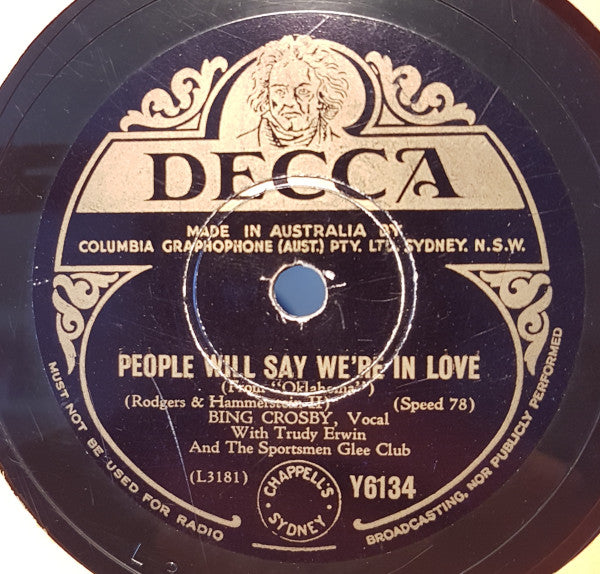 DECCA
MADE IN AUSTRALIA BY
COLUMBIA GRAPHOPHONE (AUST.) PTY. LTD. SYDNEY. N.S.W.
PEOPLE WILL SAY WE'RE IN LOVE
(From "Oklahoma")
(Rodgers & Hammerstein II) (Speed 78)
BING CROSBY, Vocal
With Trudy Erwin
And The Sportsmen Glee Club
(L3181)
CHAPPELL'S
SYDNEY
Y6134
MUST NOT BE USED FOR RADIO
BROADCASTING, NOR PUBLICLY PERFORMED